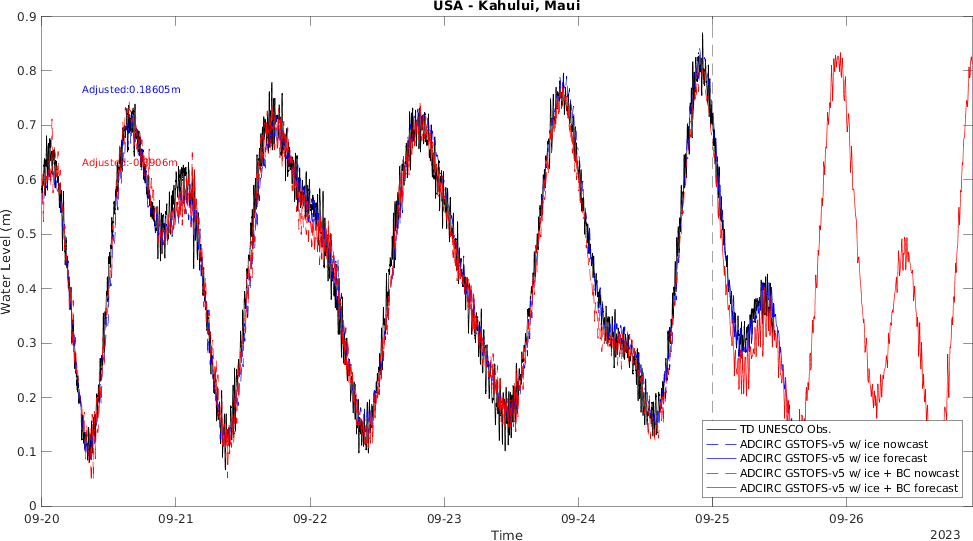 USA - Kahului, Maui
0.9
0.8
0.7
0.6
0.5
0.4
0.3
0.2
0.1
0
Water Level (m)
Adjusted:0.18605m
TD UNESCO Obs.
ADCIRC GSTOFS-v5 w/ ice nowcast
ADCIRC GSTOFS-v5 w/ ice forecast
ADCIRC GSTOFS-v5 w/ ice + BC nowcast
ADCIRC GSTOFS-v5 w/ ice + BC forecast
09-20 09-21 09-22 09-23 09-24 09-25 09-26
Time
2023